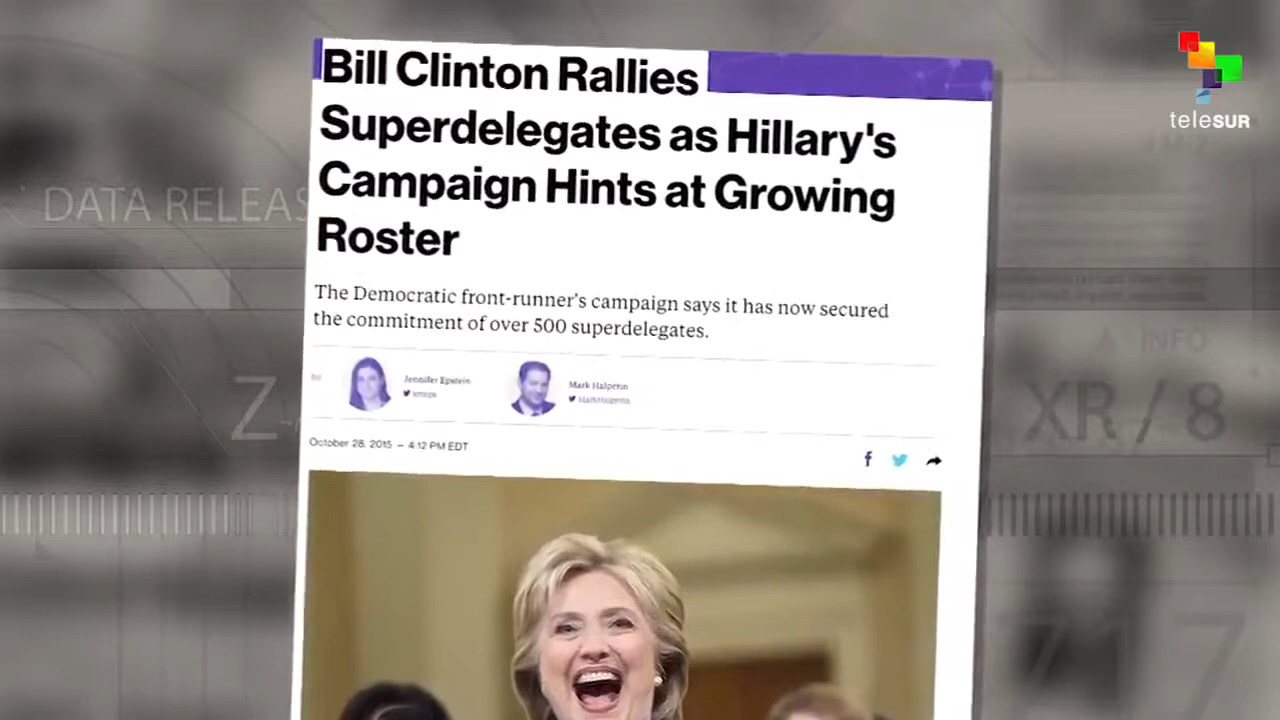 Bill Clinton Rallies
Superdelegates as Hillary's
Campaign Hints at Growing
Roster
The Democratic front-runner's campaign says it has now secured
the commitment of over 500 superdelegates.
by
Jennifer Epstein
Mark Halperin
October 28, 2015 – 4:12 PM EDT
f
teleSUR
DATA RELEAS
Z-
A INFO
XR / 8